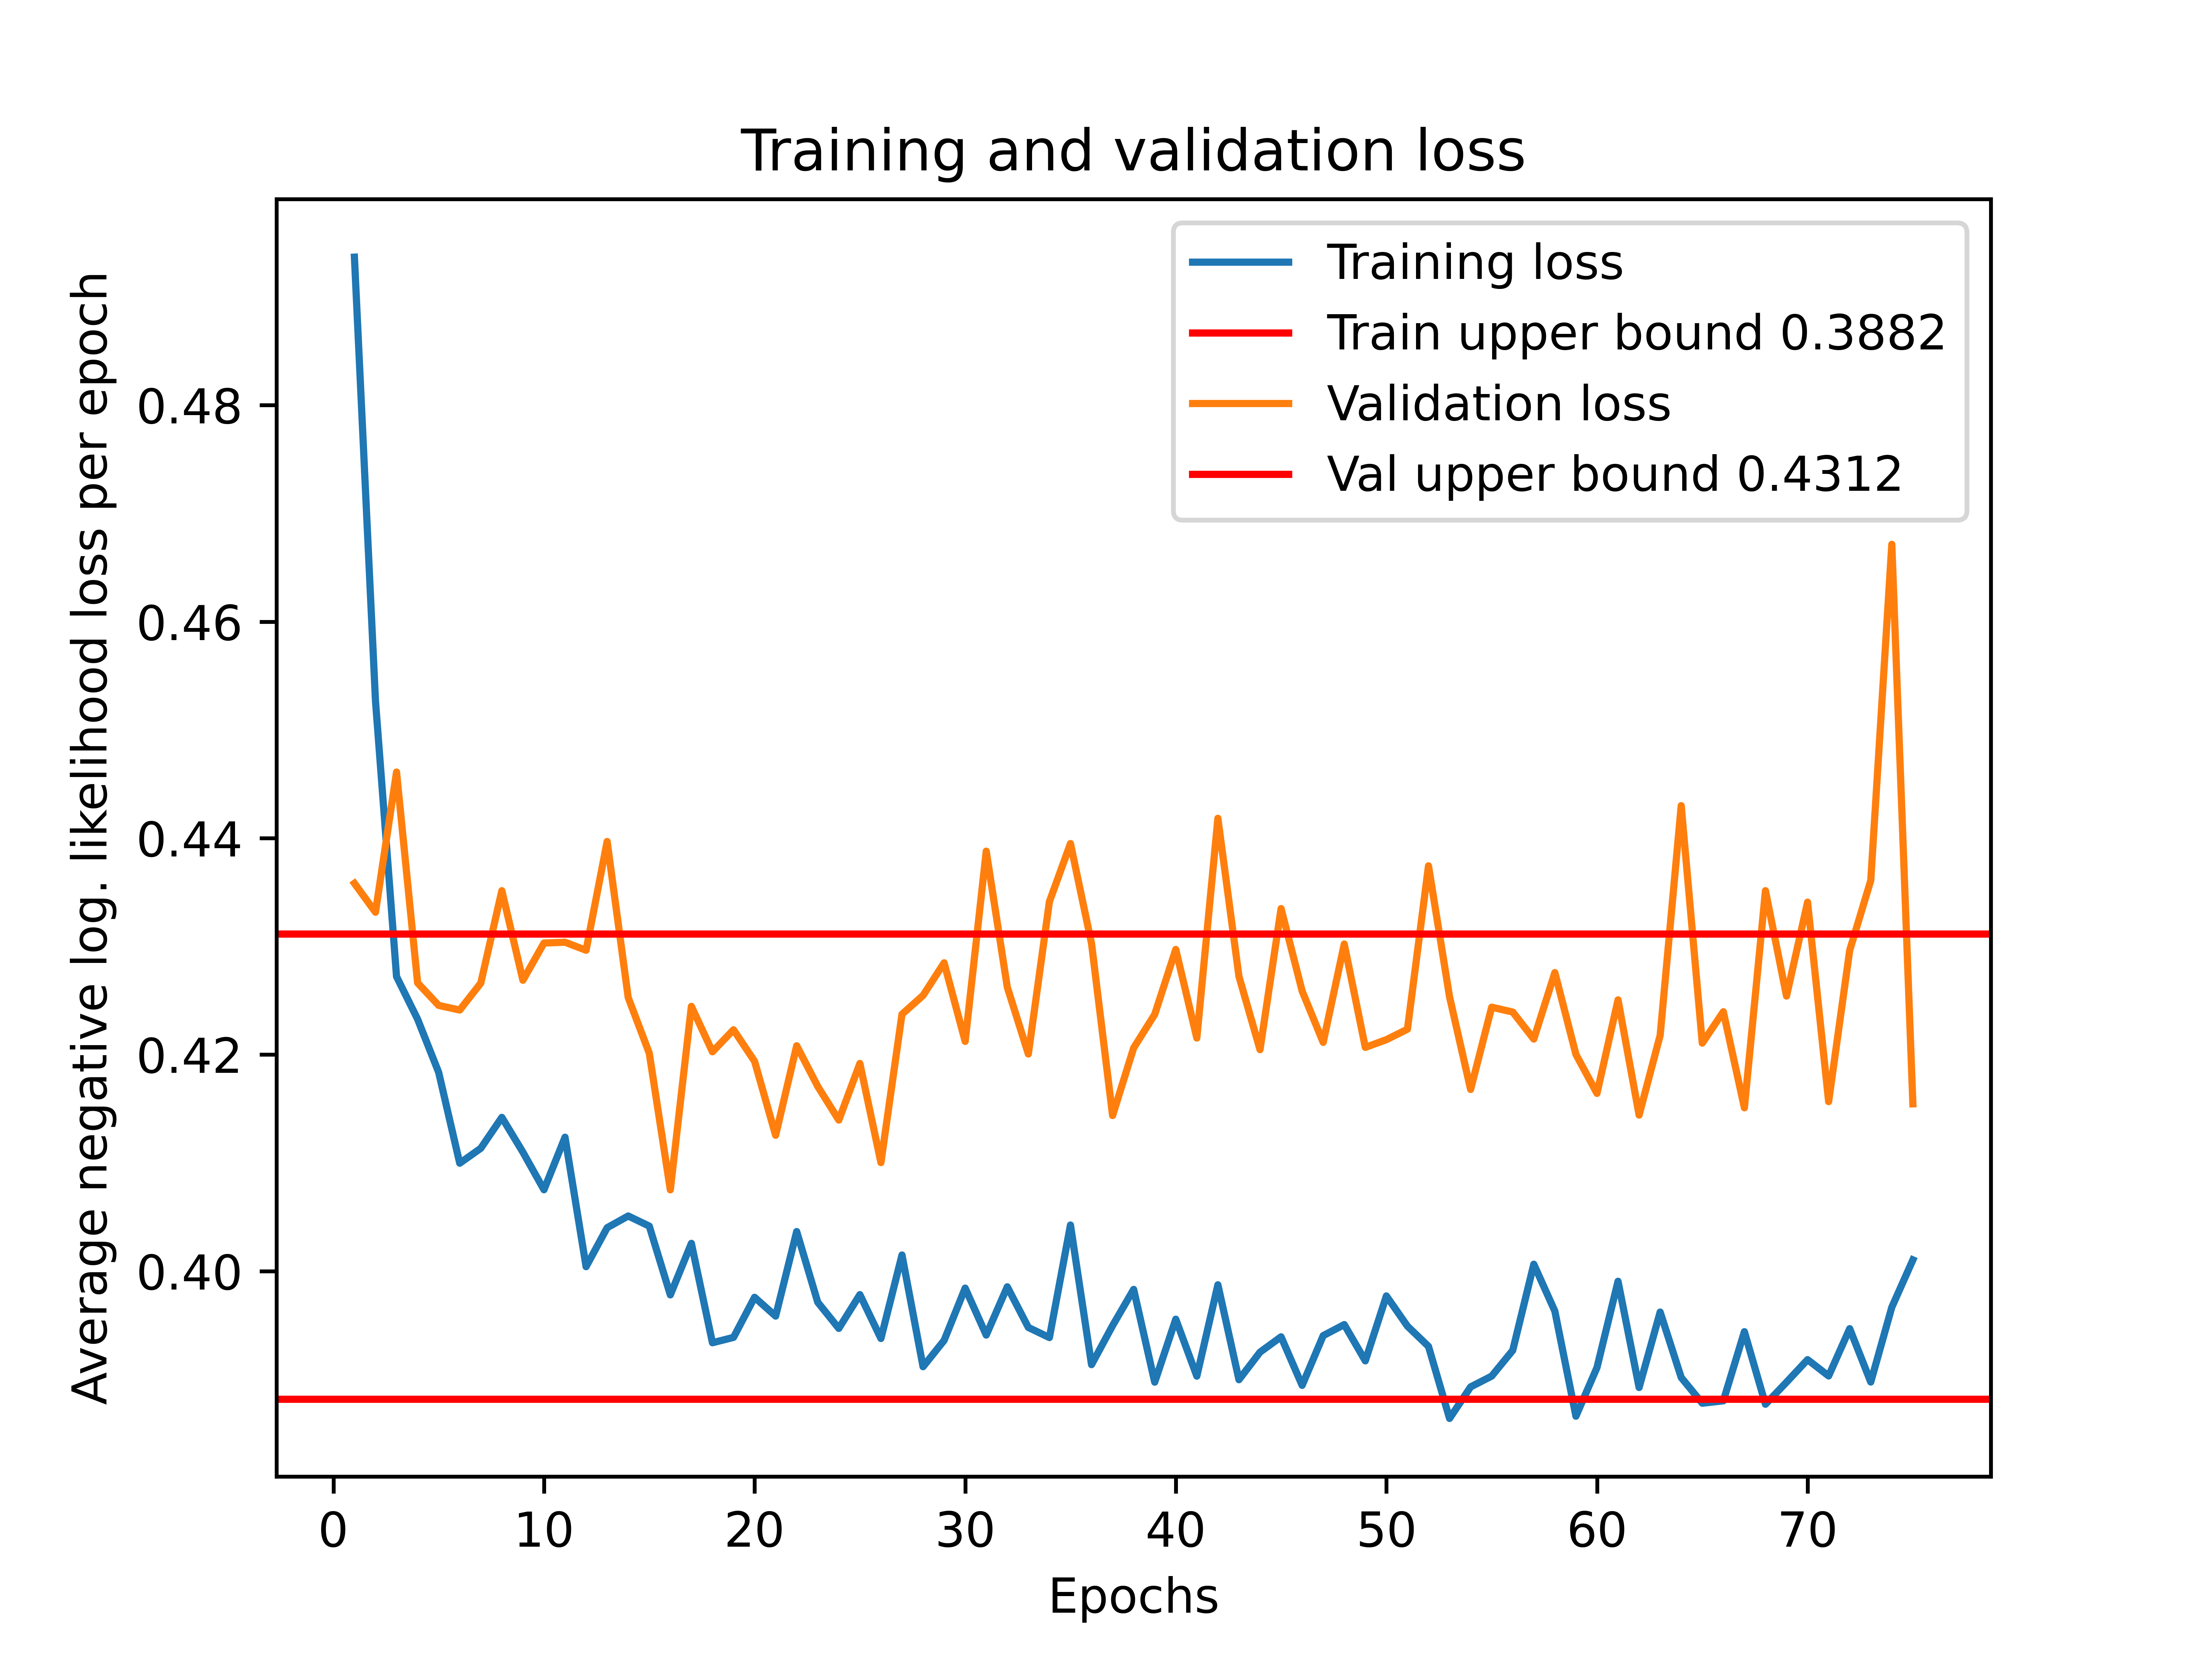 Training and validation loss
Training loss
Train upper bound 0.3882
Validation loss
Val upper bound 0.4312
Average negative log. likelihood loss per epoch
0.48
0.46
0.44
0.42
0.40
0 10 20 30 40 50 60 70
Epochs